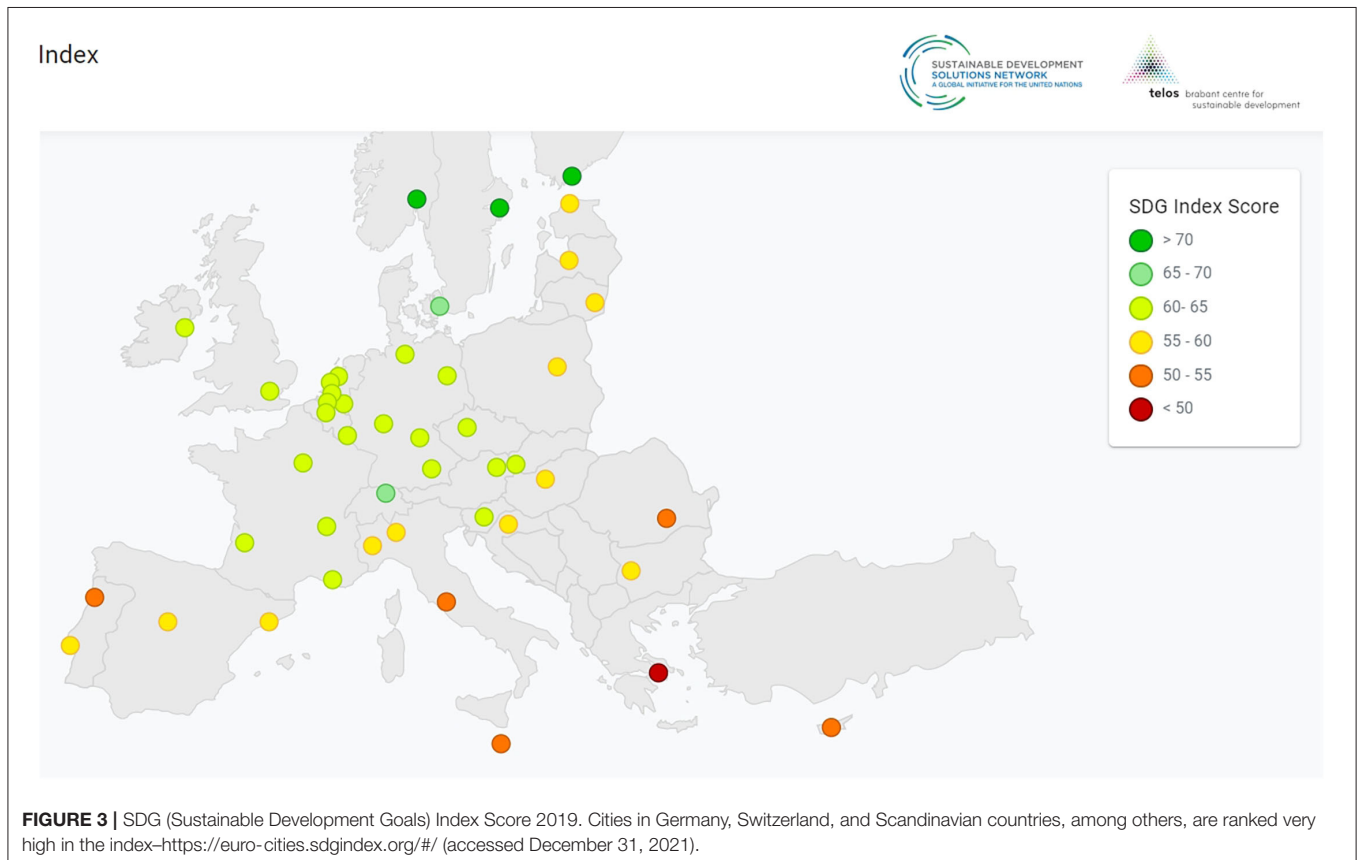 Index
SUSTAINABLE DEVELOPMENT
SOLUTIONS NETWORK
A GLOBAL INITIATIVE FOR THE UNITED NATIONS
telos brabant centre for
sustainable development
SDG Index Score
> 70
65 - 70
60- 65
55 - 60
50 - 55
< 50
FIGURE 3 | SDG (Sustainable Development Goals) Index Score 2019. Cities in Germany, Switzerland, and Scandinavian countries, among others, are ranked very
high in the index–https://euro-cities.sdgindex.org/#/ (accessed December 31, 2021).